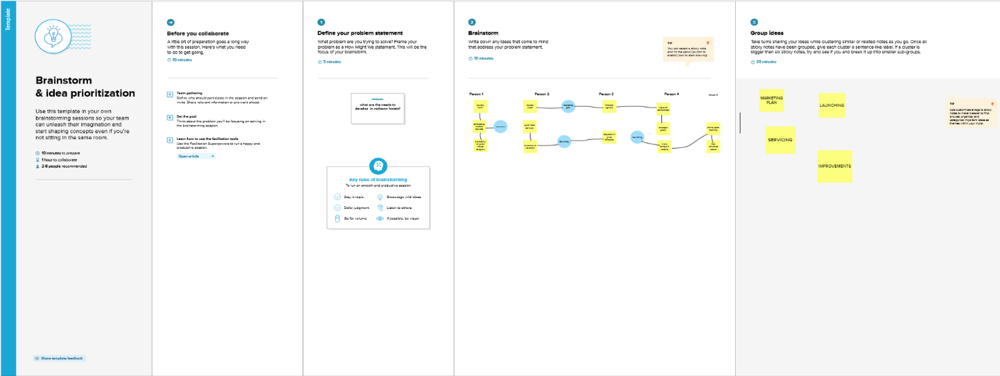 Template
Brainstorm
& idea prioritization
Use this template in your own
brainstorming sessions so your team
can unleash their imagination and
start shaping concepts even if you're
not sitting in the same room.
10 minutes to prepare
1 hour to collaborate
2-8 people recommended
Share template feedback
Before you collaborate
A little bit of preparation goes a long way
with this session. Here's what you need
to do to get going.
10 minutes
A
Team gathering
Define who should participate in the session and send an
invite. Share relevant information or pre-work ahead.
B
Set the goal
Think about the problem you'll be focusing on solving in
the brainstorming session.
C
Learn how to use the facilitation tools
Use the Facilitation Superpowers to run a happy and
productive session.
Open article
1
Define your problem statement
What problem are you trying to solve? Frame your
problem as a How Might We statement. This will be the
focus of your brainstorm.
5 minutes
PROBLEM
what are the needs to
develop in radisson hotels?
Key rules of brainstorming
To run an smooth and productive session
Stay in topic.
Encourage wild ideas.
Defer judgment.
Listen to others.
Go for volume.
If possible, be visual.
2
Brainstorm
Write down any ideas that come to mind
that address your problem statement.
10 minutes
TIP
You can select a sticky note
and hit the pencil [switch to
sketch] icon to start drawing!
Person 1
Person 2
Person 3
Person 4
3
Group ideas
Take turns sharing your ideas while clustering similar or related notes as you go. Once all
sticky notes have been grouped, give each cluster a sentence-like label. If a cluster is
bigger than six sticky notes, try and see if you and break it up into smaller sub-groups.
20 minutes
MARKETING
PLAN
LAUNCHING
SERVICING
IMPROVEMENTS
TIP
Add customizable tags to sticky
notes to make it easier to find,
browse, organize, and
categorize important ideas as
themes within your mural.